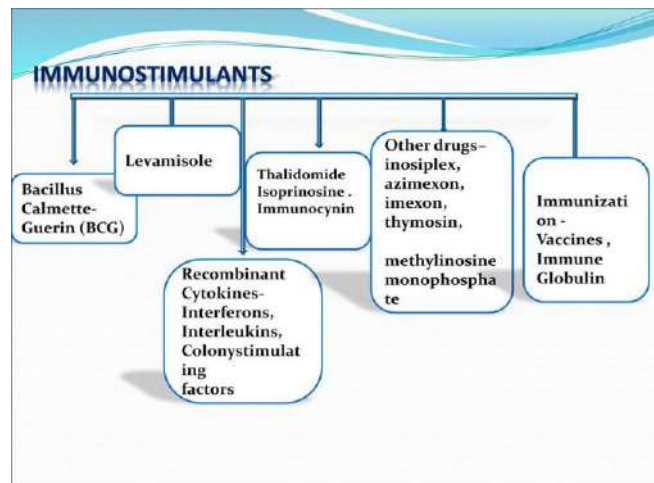 IMMUNOSTIMULANTS
Bacillus
Calmette-
Guerin (BCG)
Levamisole
Recombinant
Cytokines-
Interferons,
Interleukins,
Colonystimulat
ing
factors
Thalidomide
Isoprinosine .
Immunocynin
Other drugs–
inosiplex,
azimexon,
imexon,
thymosin,
methylinosine
monophospha
te
Immunizati
on -
Vaccines ,
Immune
Globulin